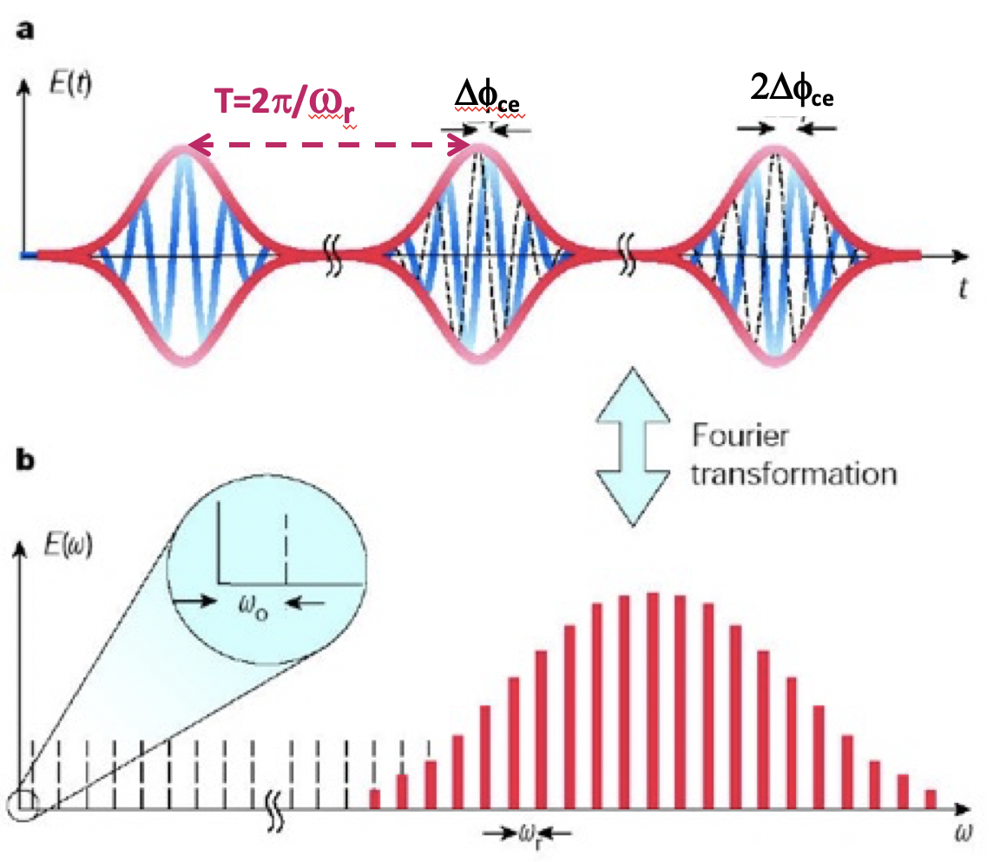 a
E(t)
T=2π/ωr
Δϕce
2Δϕce
t
Fourier
transformation
b
E(ω)
ωo
ωr
ω